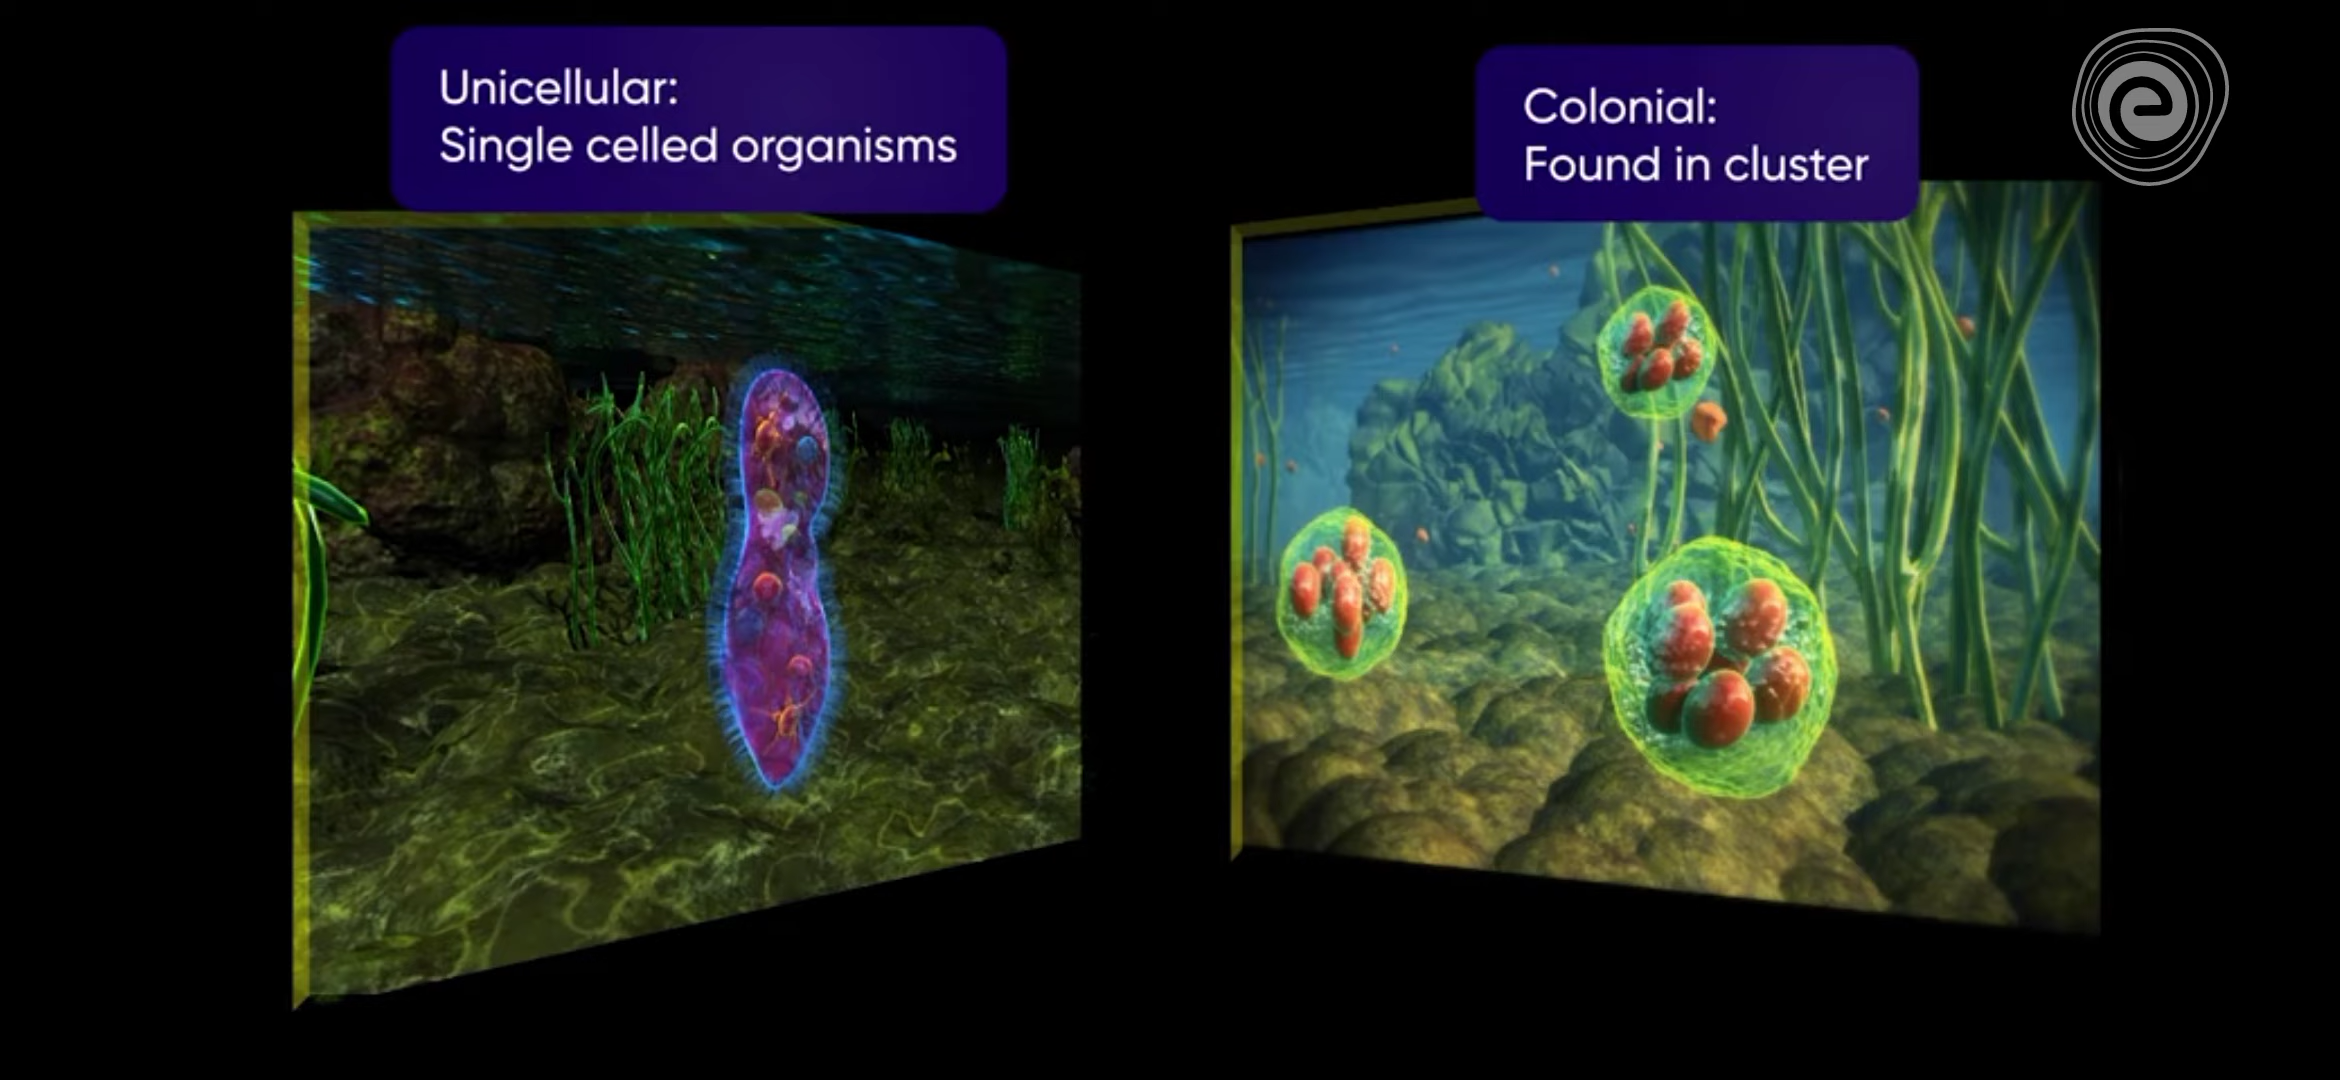 Unicellular:
Single celled organisms
Colonial:
Found in cluster